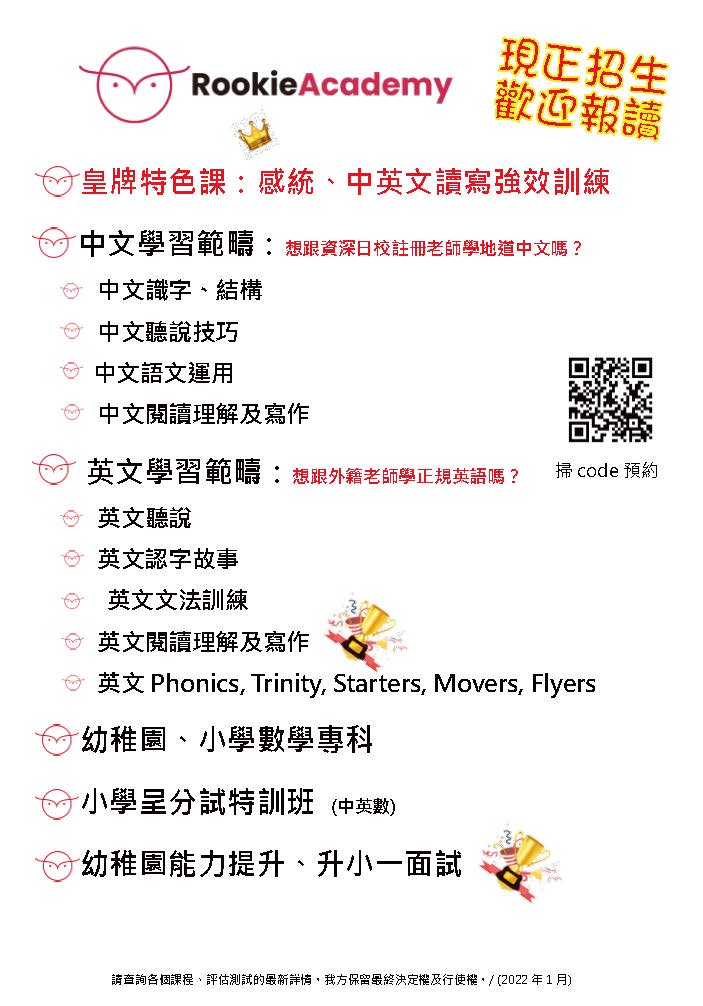 RookieAcademy
現正招生
歡迎報讀
皇牌特色課：感統、中英文讀寫強效訓練
中文學習範疇：想跟資深日校註冊老師學地道中文嗎？
中文識字、結構
中文聽說技巧
中文語文運用
中文閱讀理解及寫作
英文學習範疇：想跟外籍老師學正規英語嗎？
掃 code 預約
英文聽說
英文認字故事
英文文法訓練
英文閱讀理解及寫作
英文 Phonics, Trinity, Starters, Movers, Flyers
幼稚園、小學數學專科
小學呈分試特訓班 (中英數)
幼稚園能力提升、升小一面試
請查詢各個課程、評估測試的最新詳情，我方保留最終決定權及行使權。/ (2022 年 1 月)